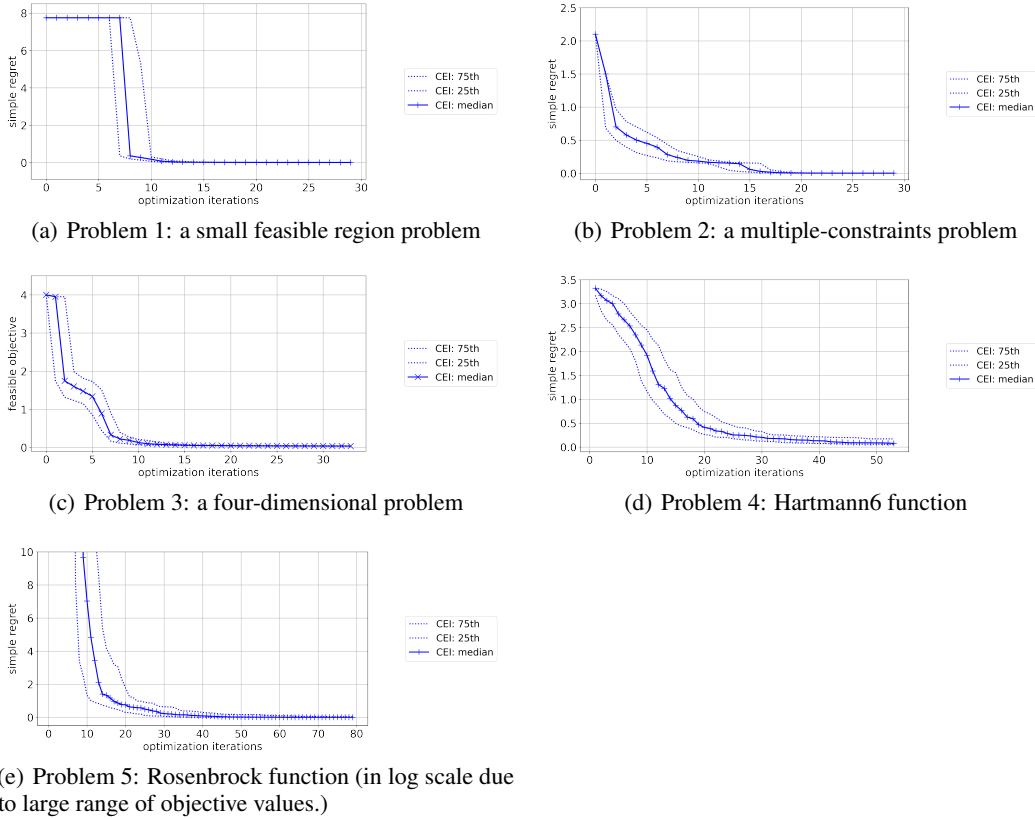 8
6
4
2
0
simple regret
0 5 10 15 20 25 30
optimization iterations
CEI: 75th
CEI: 25th
CEI: median
(a) Problem 1: a small feasible region problem
2.5
2.0
1.5
1.0
0.5
0.0
simple regret
0 5 10 15 20 25 30
optimization iterations
CEI: 75th
CEI: 25th
CEI: median
(b) Problem 2: a multiple-constraints problem
4
3
2
1
0
feasible objective
0 5 10 15 20 25 30
optimization iterations
CEI: 75th
CEI: 25th
CEI: median
(c) Problem 3: a four-dimensional problem
3.5
3.0
2.5
2.0
1.5
1.0
0.5
0.0
simple regret
0 10 20 30 40 50
optimization iterations
CEI: 75th
CEI: 25th
CEI: median
(d) Problem 4: Hartmann6 function
10
8
6
4
2
0
simple regret
0 10 20 30 40 50 60 70 80
optimization iterations
CEI: 75th
CEI: 25th
CEI: median
(e) Problem 5: Rosenbrock function (in log scale due
to large range of objective values.)